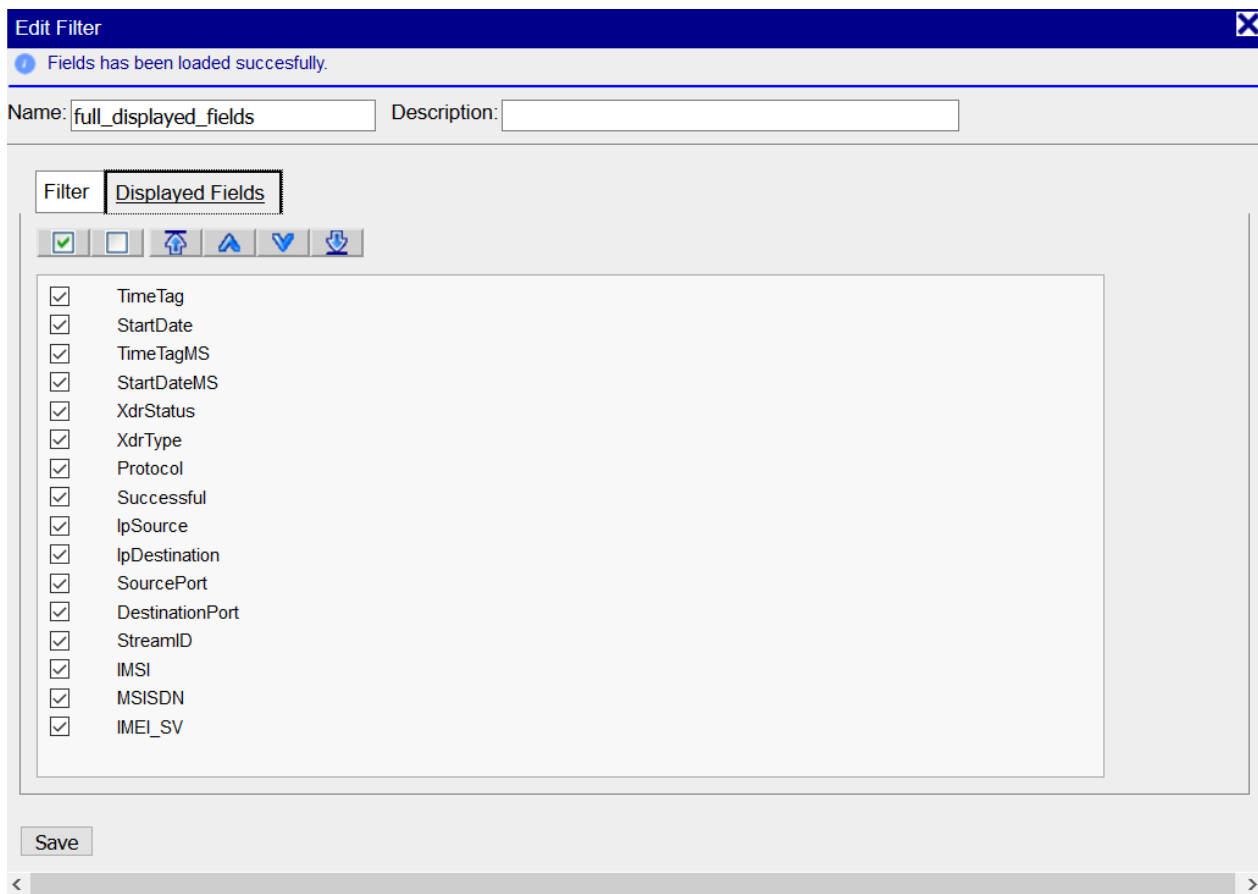 Edit Filter
Fields has been loaded succesfully.
Name: full_displayed_fields Description:
Filter Displayed Fields
TimeTag
StartDate
TimeTagMS
StartDateMS
XdrStatus
XdrType
Protocol
Successful
IpSource
IpDestination
SourcePort
DestinationPort
StreamID
IMSI
MSISDN
IMEI_SV
Save